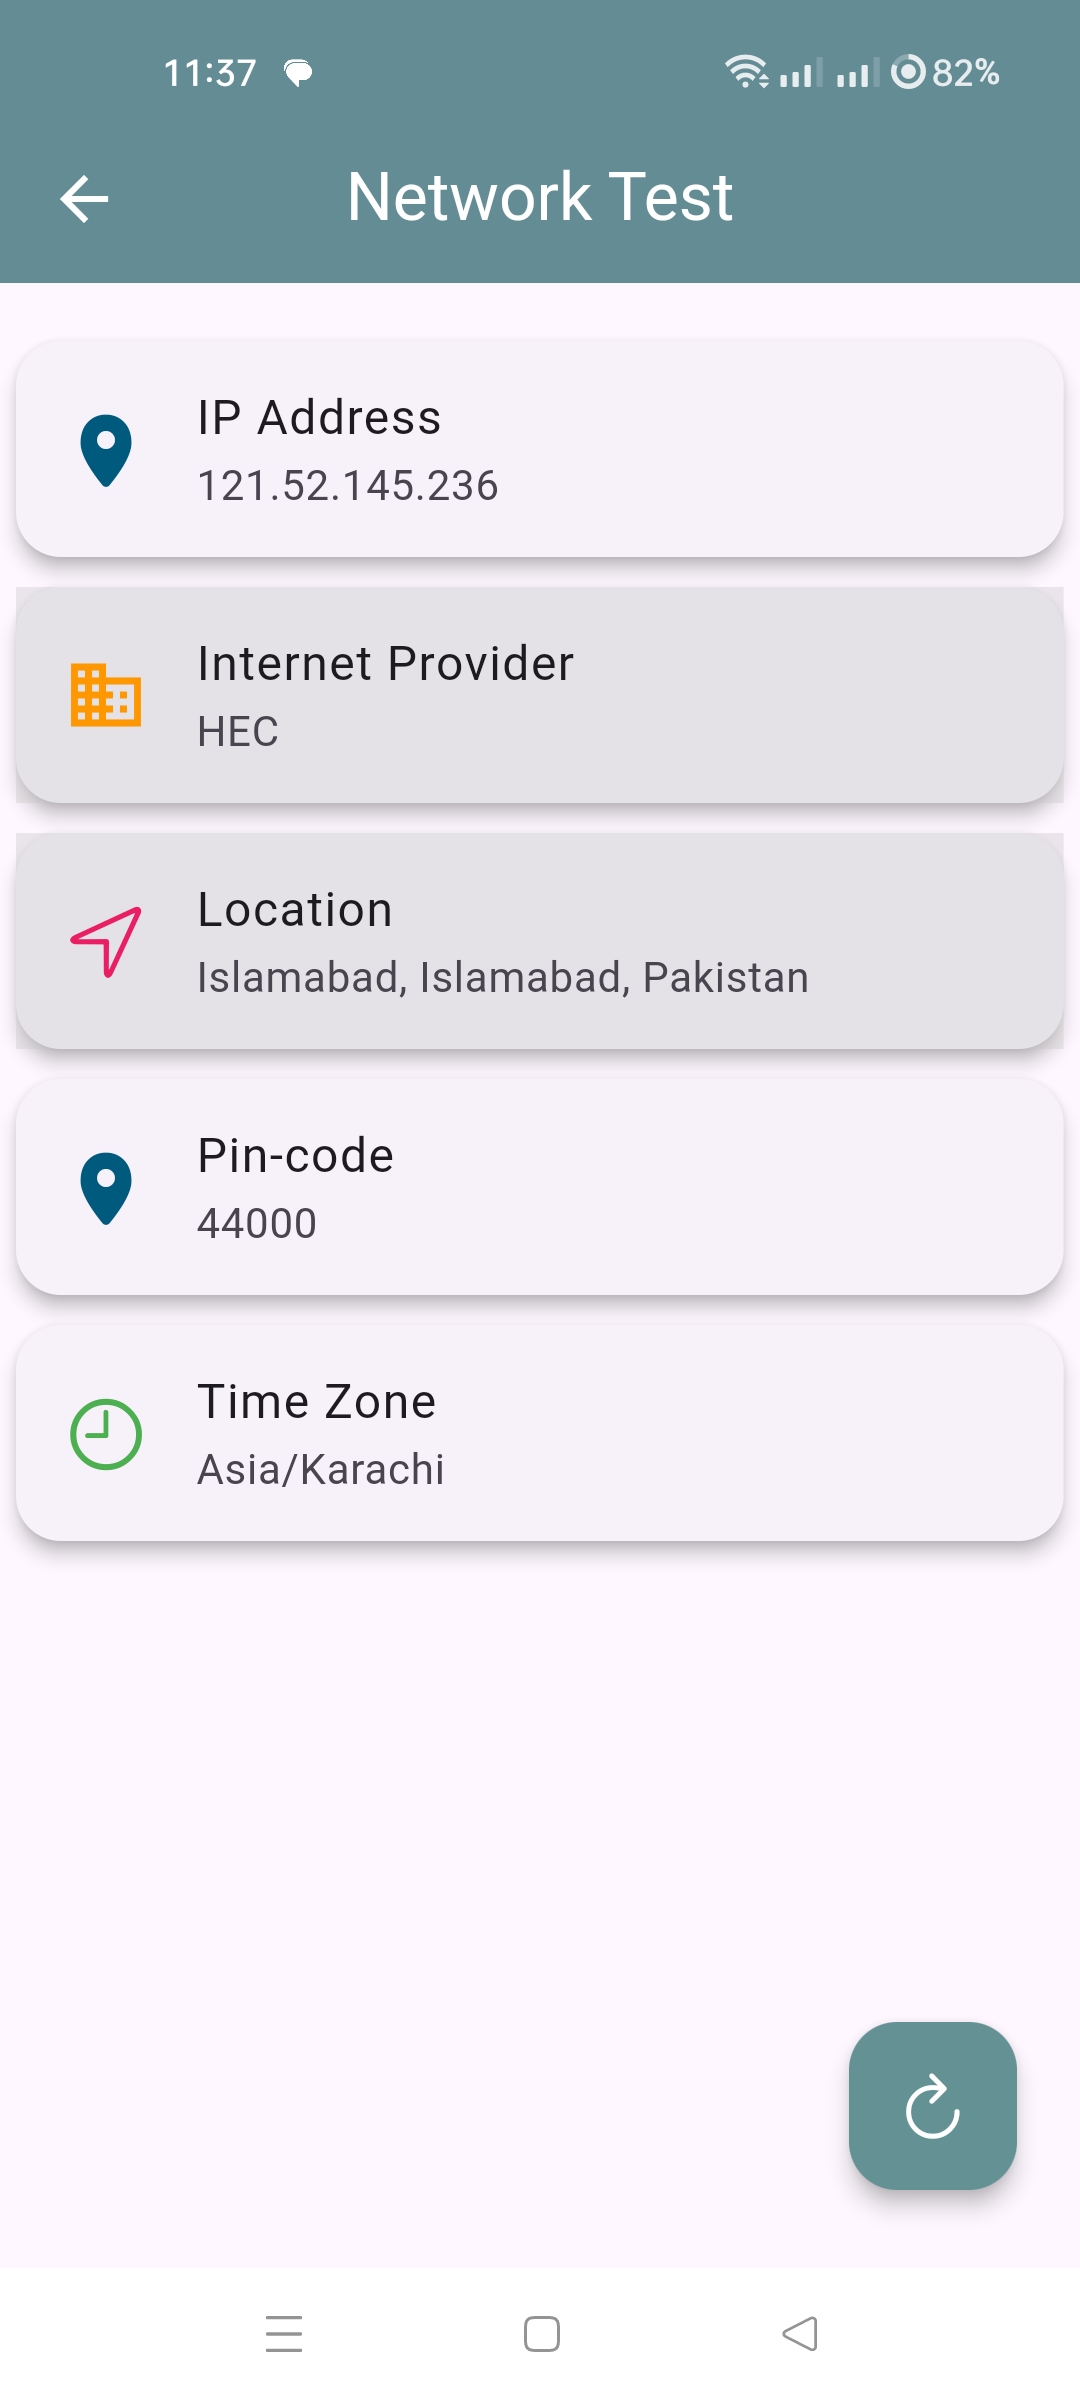 11:37
82%
Network Test
IP Address
121.52.145.236
Internet Provider
HEC
Location
Islamabad, Islamabad, Pakistan
Pin-code
44000
Time Zone
Asia/Karachi